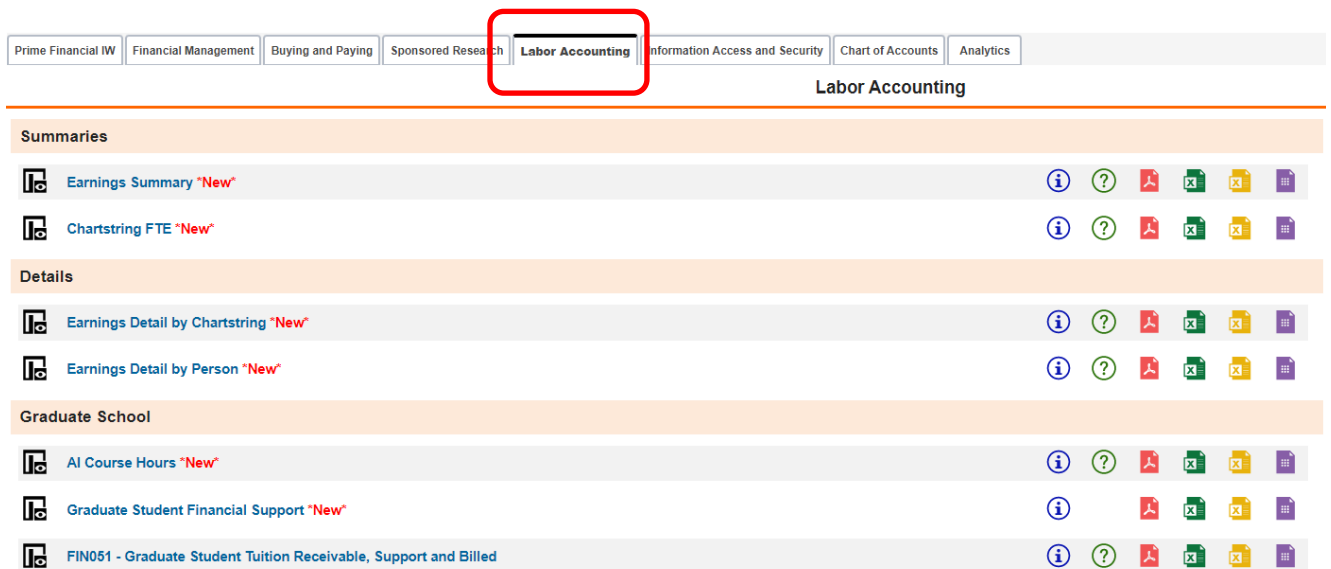 Prime Financial IW Financial Management Buying and Paying Sponsored Research Labor Accounting Information Access and Security Chart of Accounts Analytics
Labor Accounting
Summaries
Earnings Summary *New*
Chartstring FTE *New*
Details
Earnings Detail by Chartstring *New*
Earnings Detail by Person *New*
Graduate School
AI Course Hours *New*
Graduate Student Financial Support *New*
FIN051 - Graduate Student Tuition Receivable, Support and Billed